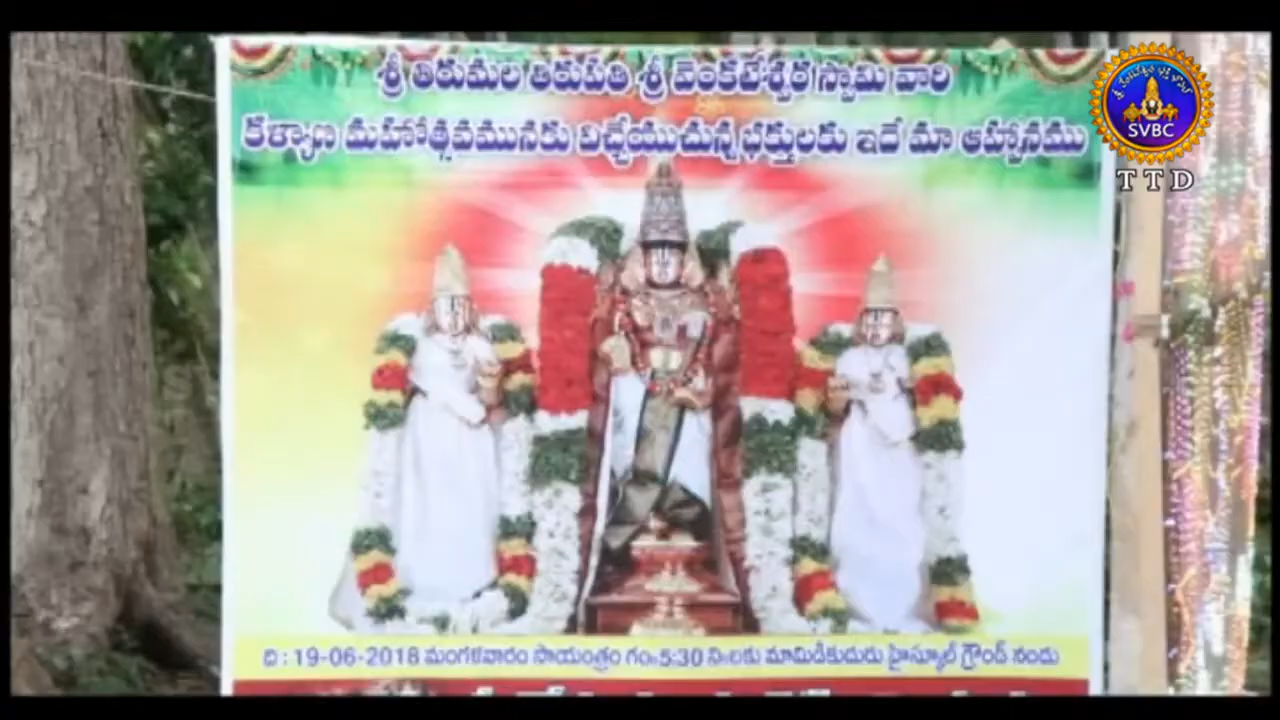 శ్రీ తిరుమల తిరుపతి శ్రీ వెంకటేశ్వర స్వామి వారి
కళ్యాణ మహోత్సవమునకు విచ్చేయుచున్న భక్తులకు ఇదే మా ఆహ్వానము
SVBC
TTD
ది : 19-06-2018 మంగళవారం సాయంత్రం గం॥5:30 ని॥లకు మామిడికుదురు హైస్కూల్ గ్రౌండ్ నందు